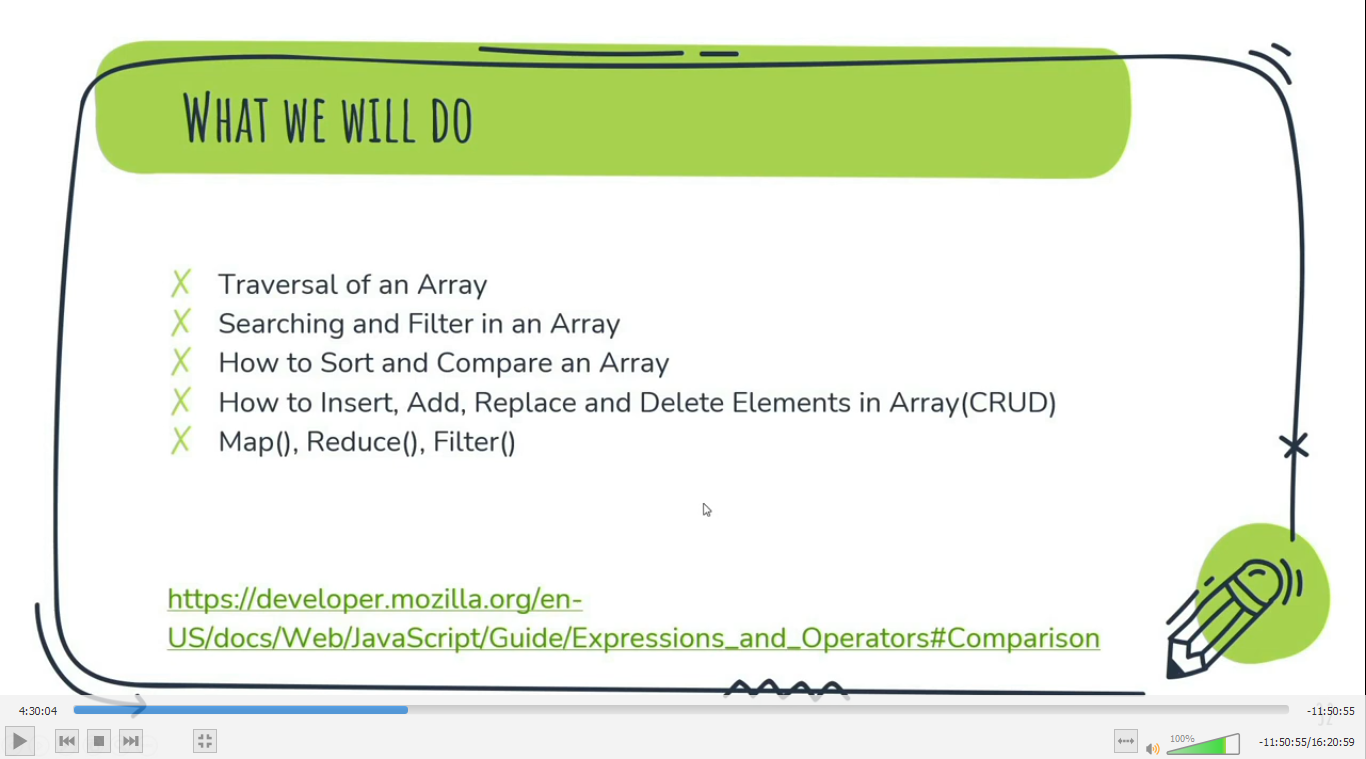 What we will do
X Traversal of an Array
X Searching and Filter in an Array
X How to Sort and Compare an Array
X How to Insert, Add, Replace and Delete Elements in Array(CRUD)
X Map(), Reduce(), Filter()
https://developer.mozilla.org/en-
US/docs/Web/JavaScript/Guide/Expressions_and_Operators#Comparison
4:30:04
-11:50:55
100%
-11:50:55/16:20:59